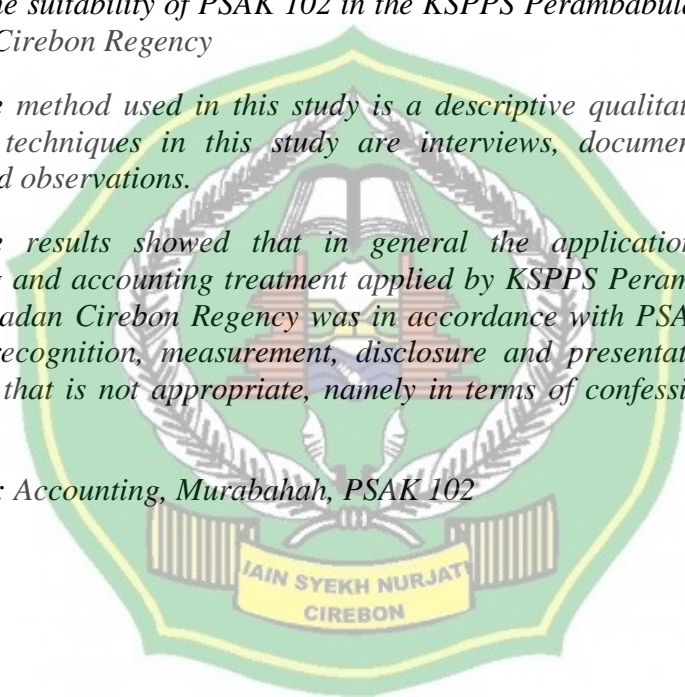 he suitability of PSAK 102 in the KSPPS Perambabul
Cirebon Regency
e method used in this study is a descriptive qualitat
techniques in this study are interviews, documen
d observations.
e results showed that in general the application
and accounting treatment applied by KSPPS Peram
adan Cirebon Regency was in accordance with PSA
recognition, measurement, disclosure and presentat
that is not appropriate, namely in terms of confessi
: Accounting, Murabahah, PSAK 102
IAIN SYEKH NURJATI
CIREBON